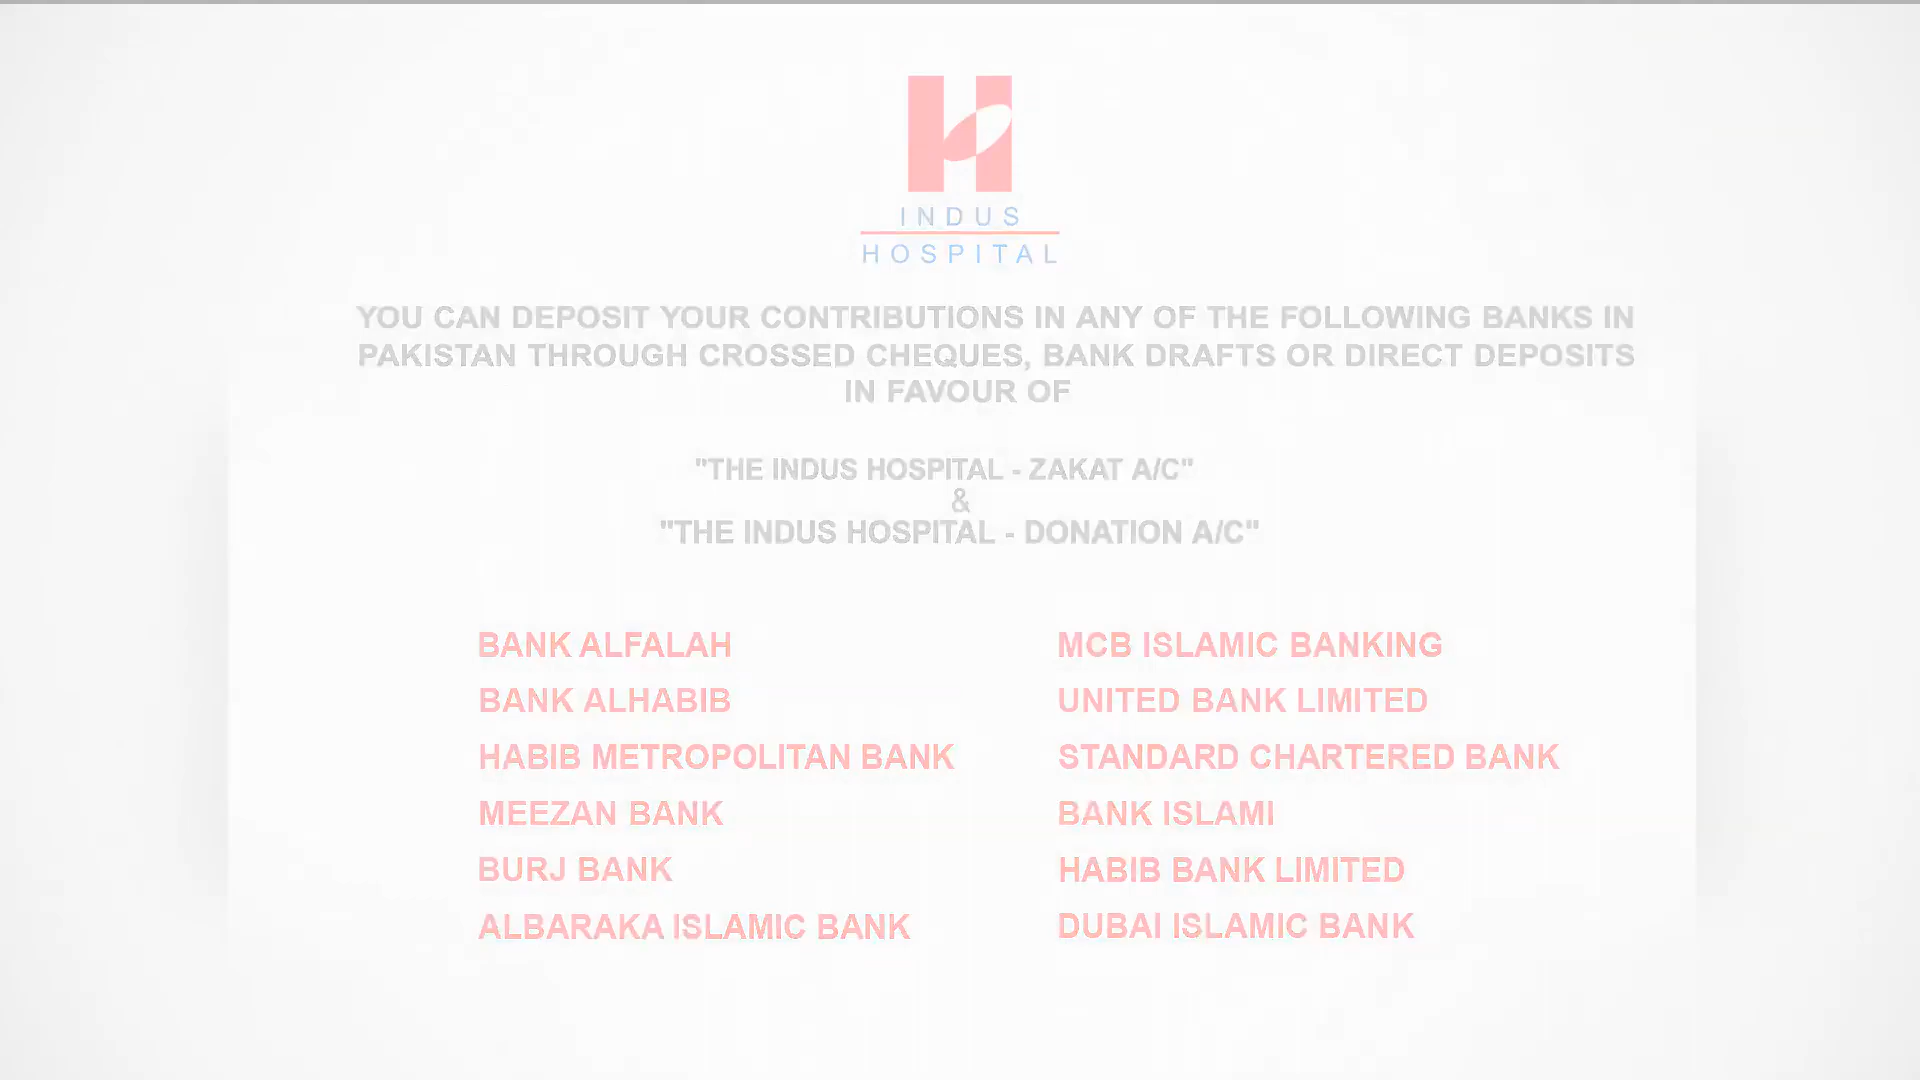 INDUS
HOSPITAL
YOU CAN DEPOSIT YOUR CONTRIBUTIONS IN ANY OF THE FOLLOWING BANKS IN
PAKISTAN THROUGH CROSSED CHEQUES, BANK DRAFTS OR DIRECT DEPOSITS
IN FAVOUR OF
"THE INDUS HOSPITAL - ZAKAT A/C"
&
"THE INDUS HOSPITAL - DONATION A/C"
BANK ALFALAH
BANK ALHABIB
HABIB METROPOLITAN BANK
MEEZAN BANK
BURJ BANK
ALBARAKA ISLAMIC BANK
MCB ISLAMIC BANKING
UNITED BANK LIMITED
STANDARD CHARTERED BANK
BANK ISLAMI
HABIB BANK LIMITED
DUBAI ISLAMIC BANK